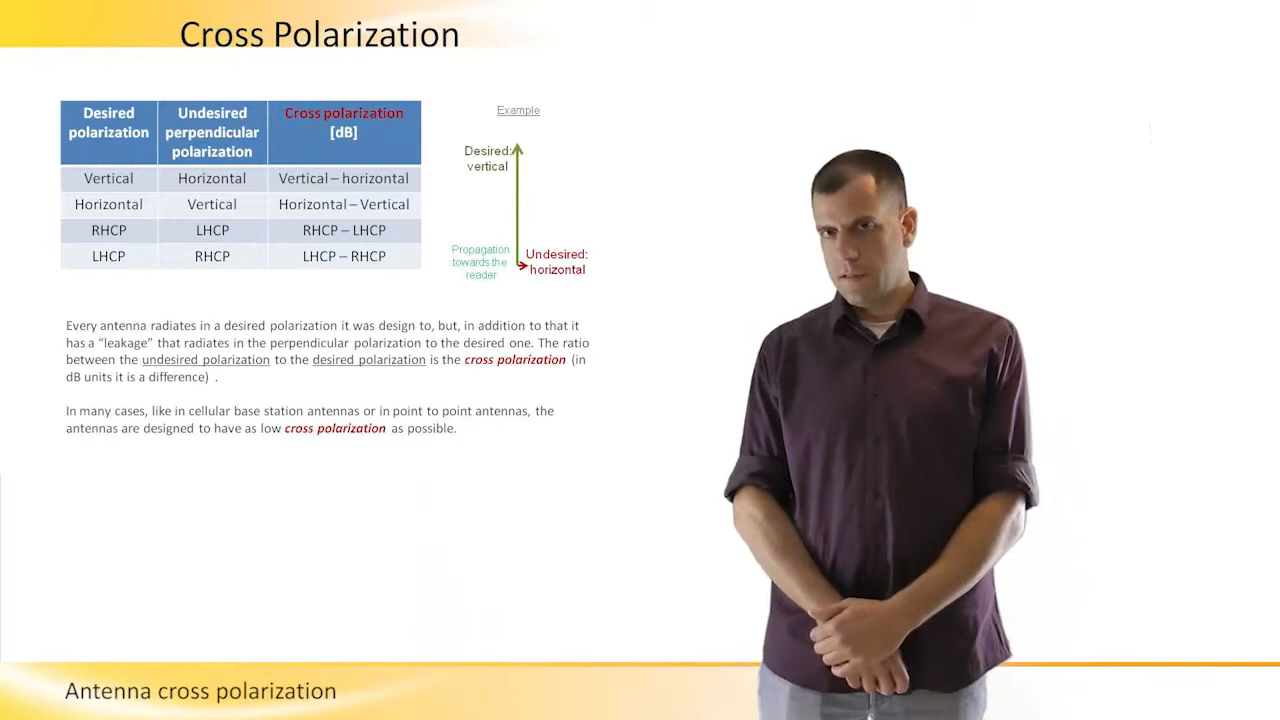 Cross Polarization
Desired polarization
Undesired perpendicular polarization
Cross polarization [dB]
Vertical
Horizontal
Vertical – horizontal
Horizontal
Vertical
Horizontal – Vertical
RHCP
LHCP
RHCP – LHCP
LHCP
RHCP
LHCP – RHCP
Example
Desired:
vertical
Propagation
towards the
reader
Undesired:
horizontal
Every antenna radiates in a desired polarization it was design to, but, in addition to that it
has a “leakage” that radiates in the perpendicular polarization to the desired one. The ratio
between the undesired polarization to the desired polarization is the cross polarization (in
dB units it is a difference) .
In many cases, like in cellular base station antennas or in point to point antennas, the
antennas are designed to have as low cross polarization as possible.
Antenna cross polarization